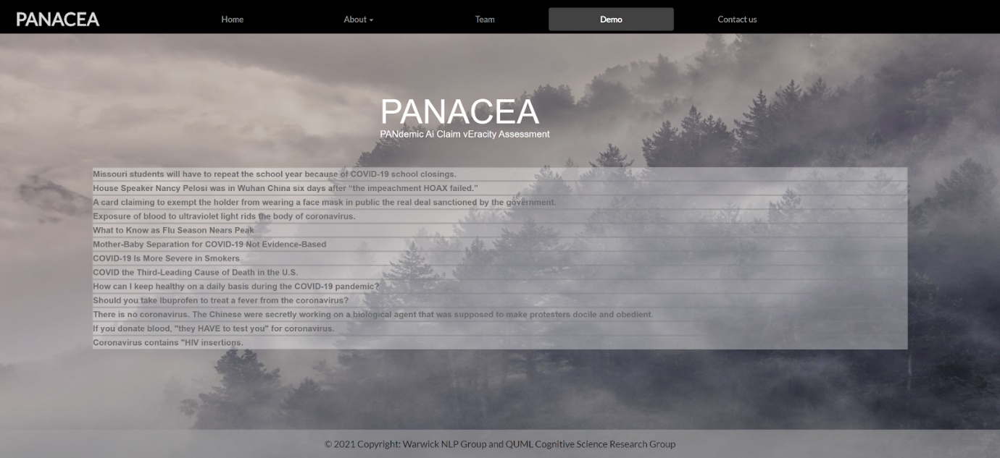 PANACEA
Home
About
Team
Demo
Contact us
PANACEA
PANdemic Ai Claim vEracity Assessment
Missouri students will have to repeat the school year because of COVID-19 school closings.
House Speaker Nancy Pelosi was in Wuhan China six days after “the impeachment HOAX failed.”
A card claiming to exempt the holder from wearing a face mask in public the real deal sanctioned by the government.
Exposure of blood to ultraviolet light rids the body of coronavirus.
What to Know as Flu Season Nears Peak
Mother-Baby Separation for COVID-19 Not Evidence-Based
COVID-19 Is More Severe in Smokers
COVID the Third-Leading Cause of Death in the U.S.
How can I keep healthy on a daily basis during the COVID-19 pandemic?
Should you take Ibuprofen to treat a fever from the coronavirus?
There is no coronavirus. The Chinese were secretly working on a biological agent that was supposed to make protesters docile and obedient.
If you donate blood, "they HAVE to test you" for coronavirus.
Coronavirus contains "HIV insertions.
© 2021 Copyright: Warwick NLP Group and QUML Cognitive Science Research Group